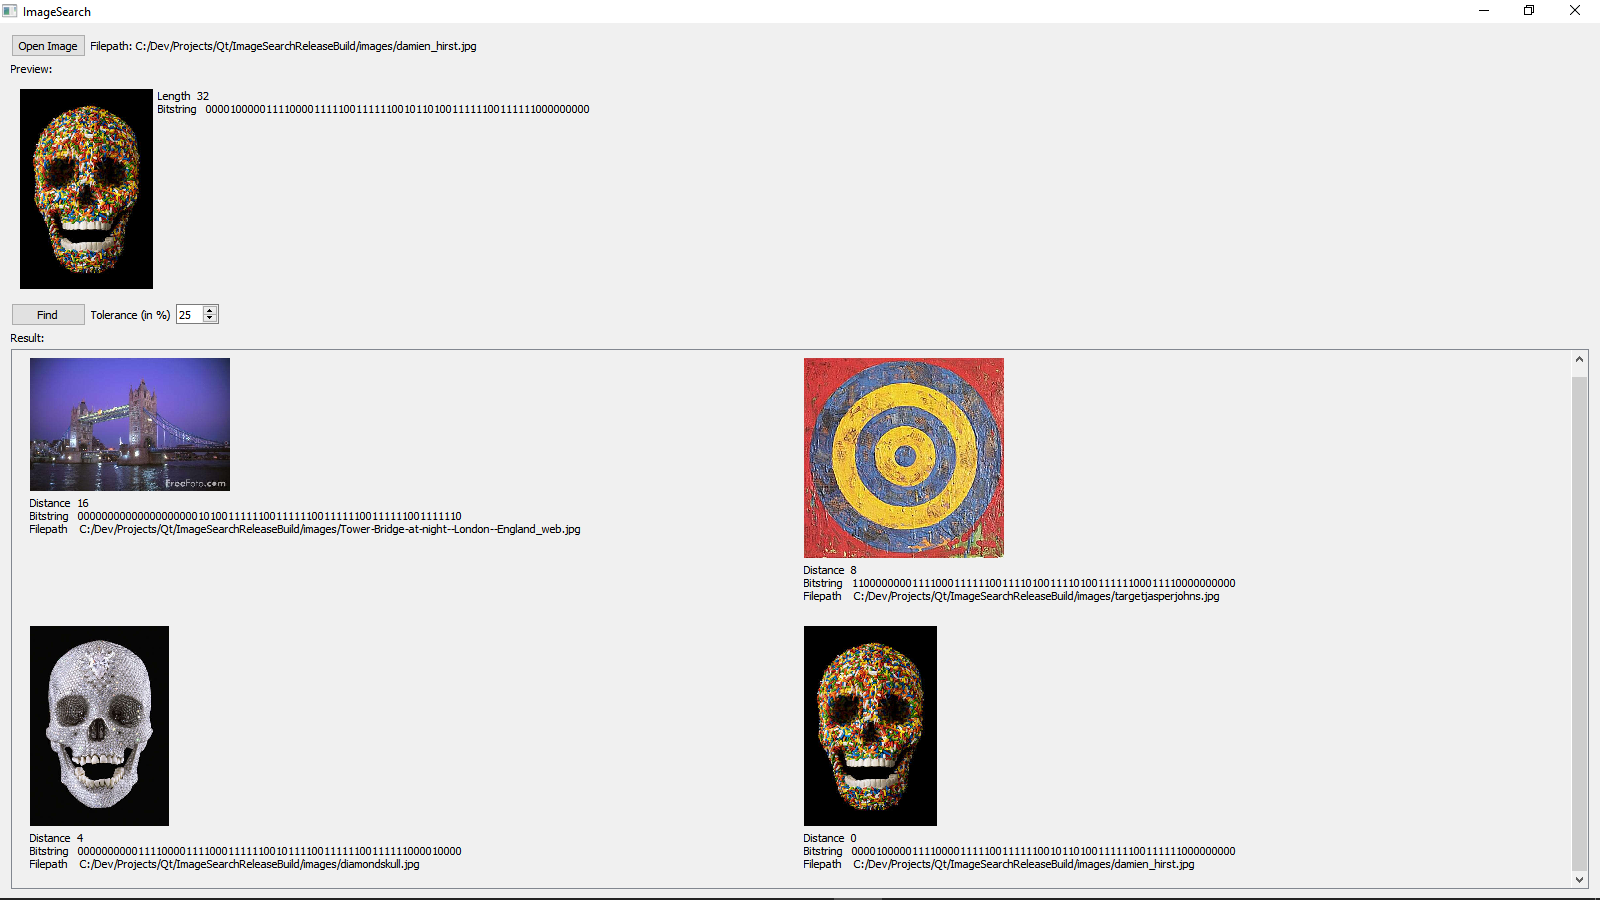 ImageSearch
Open Image Filepath: C:/Dev/Projects/Qt/ImageSearchReleaseBuild/images/damien_hirst.jpg
Preview:
Length 32
Bitstring 0000100000111100001111100111111001011010011111100111111000000000
Find Tolerance (in %) 25
Result:
FreeFoto.com
Distance 16
Bitstring 0000000000000000000010100111111001111110011111100111111001111110
Filepath C:/Dev/Projects/Qt/ImageSearchReleaseBuild/images/Tower-Bridge-at-night--London--England_web.jpg
Distance 8
Bitstring 1100000000111100011111100111101001111010011111100011110000000000
Filepath C:/Dev/Projects/Qt/ImageSearchReleaseBuild/images/targetjasperjohns.jpg
Distance 4
Bitstring 0000000000111100001111000111111001011110011111100111111000010000
Filepath C:/Dev/Projects/Qt/ImageSearchReleaseBuild/images/diamondskull.jpg
Distance 0
Bitstring 0000100000111100001111100111111001011010011111100111111000000000
Filepath C:/Dev/Projects/Qt/ImageSearchReleaseBuild/images/damien_hirst.jpg